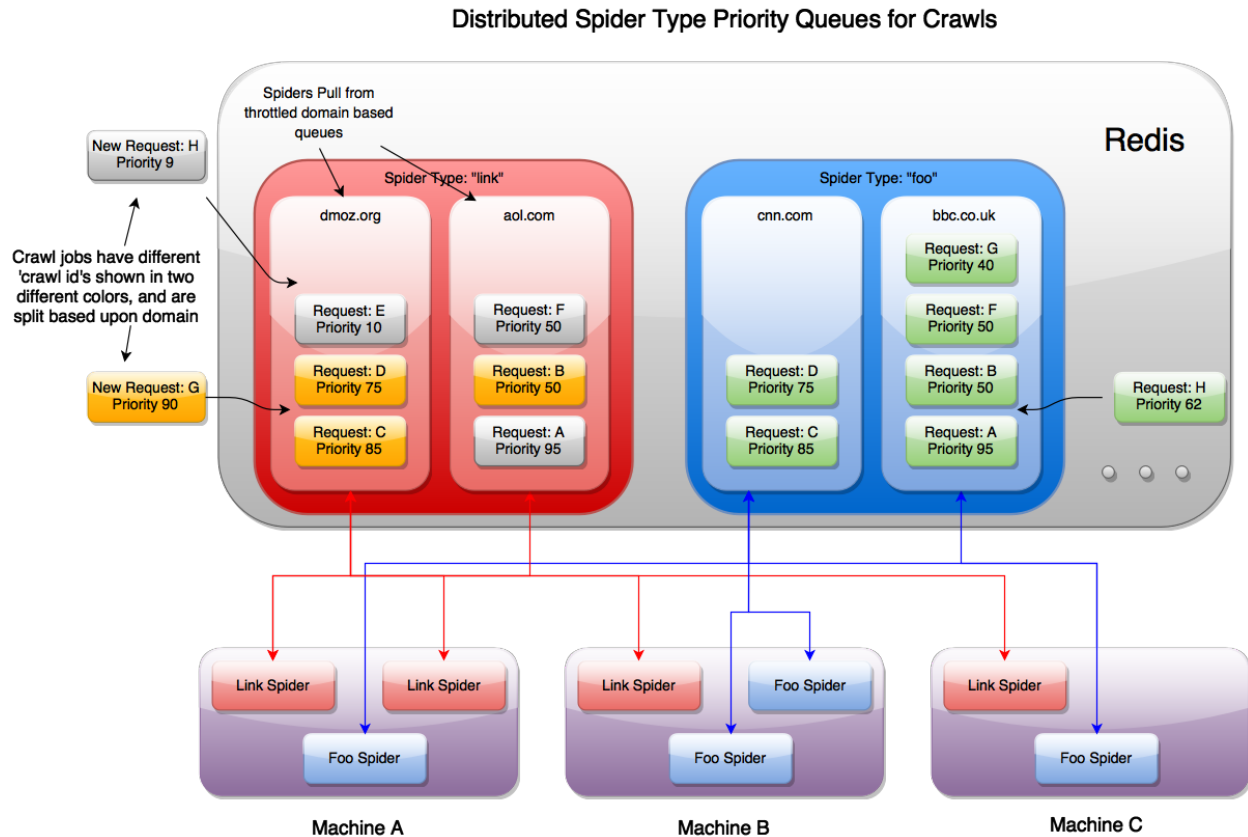 Distributed Spider Type Priority Queues for Crawls
Spiders Pull from
throttled domain based
queues
Redis
New Request: H
Priority 9
Crawl jobs have different
'crawl id's shown in two
different colors, and are
split based upon domain
New Request: G
Priority 90
Spider Type: "link"
dmoz.org
Request: E
Priority 10
Request: D
Priority 75
Request: C
Priority 85
aol.com
Request: F
Priority 50
Request: B
Priority 50
Request: A
Priority 95
Spider Type: "foo"
cnn.com
Request: D
Priority 75
Request: C
Priority 85
bbc.co.uk
Request: G
Priority 40
Request: F
Priority 50
Request: B
Priority 50
Request: A
Priority 95
Request: H
Priority 62
Link Spider
Link Spider
Foo Spider
Machine A
Link Spider
Foo Spider
Foo Spider
Machine B
Link Spider
Foo Spider
Machine C